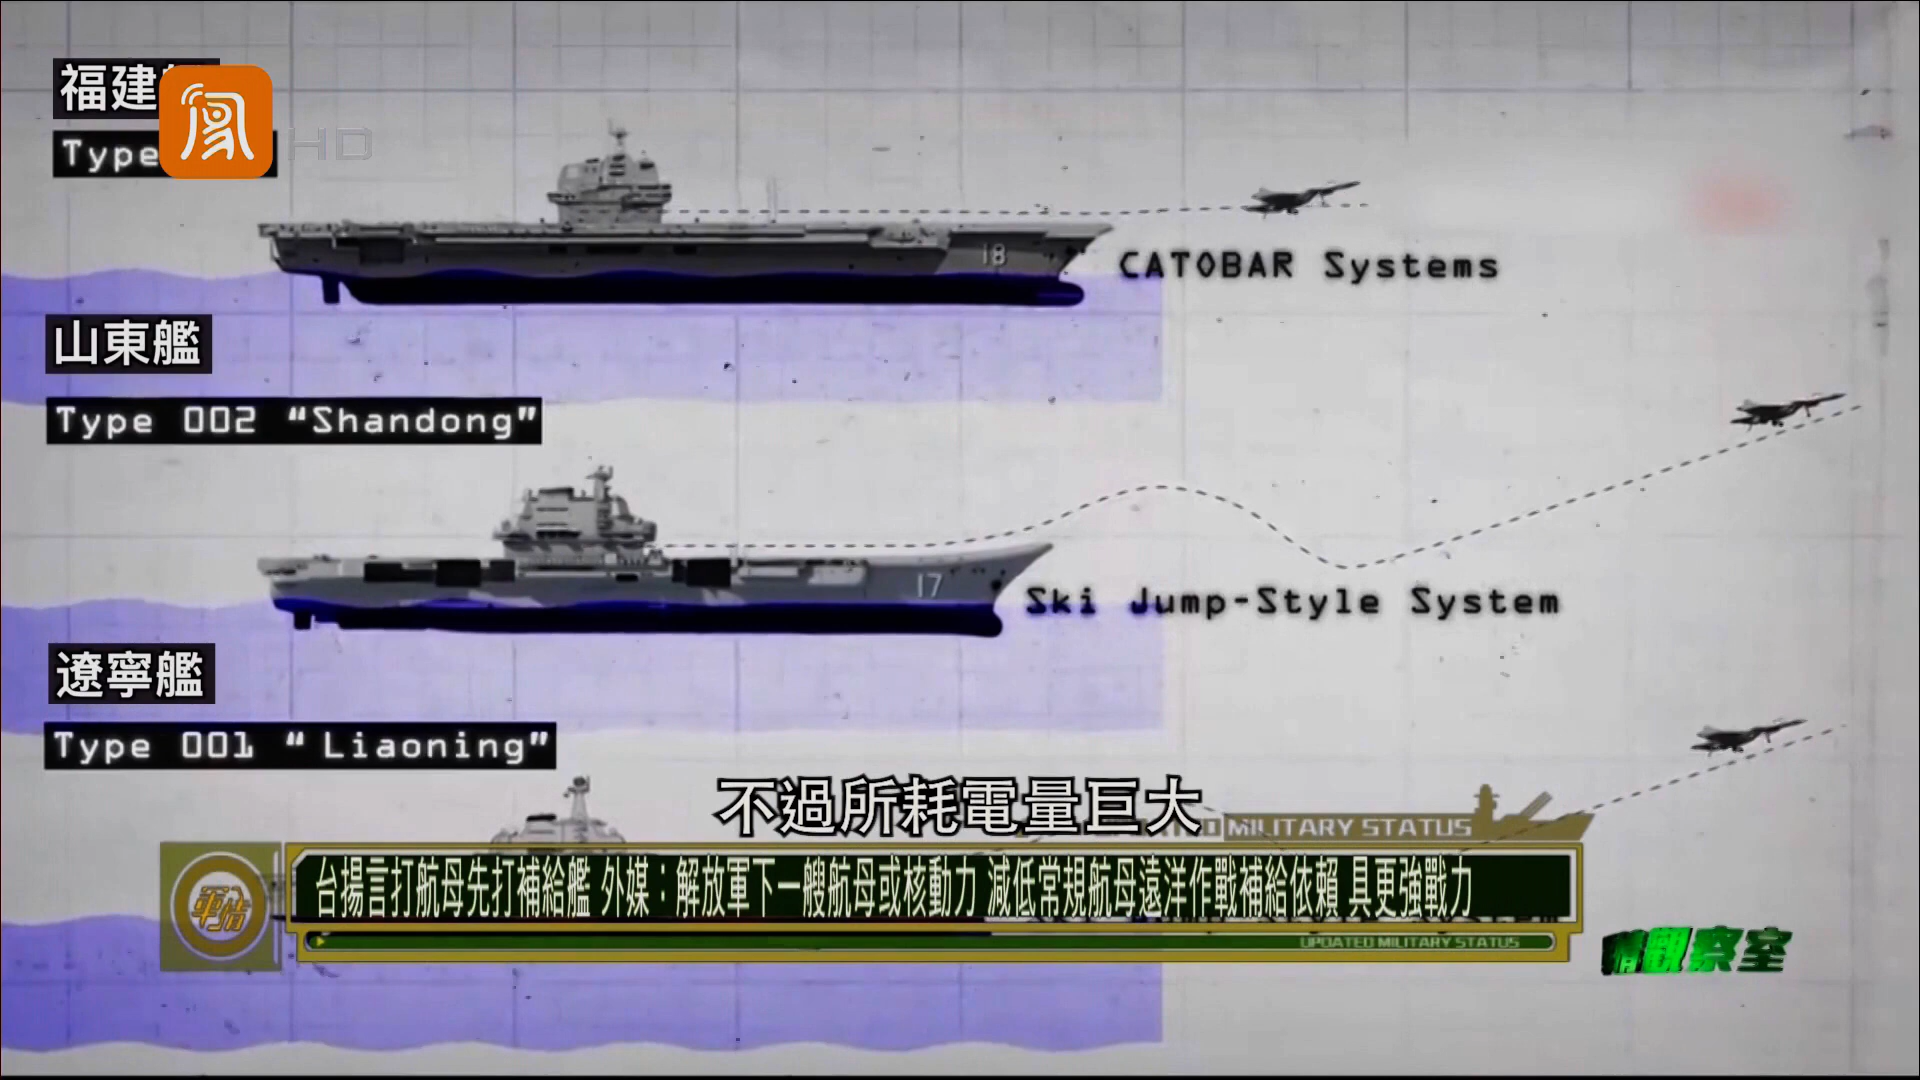 福建
Type
HD
18
CATOBAR Systems
山東艦
Type 002 “Shandong”
17
Ski Jump-Style System
遼寧艦
Type 001 “Liaoning”
不過所耗電量巨大
MILITARY STATUS
台揚言打航母先打補給艦 外媒：解放軍下一艘航母或核動力 減低常規航母遠洋作戰補給依賴 具更強戰力
軍情
UPDATED MILITARY STATUS
情觀察室